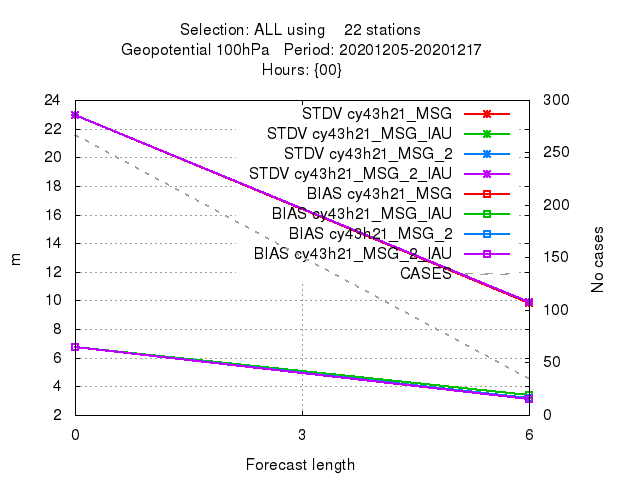 Selection: ALL using 22 stations
Geopotential 100hPa Period: 20201205-20201217
Hours: {00}
24
22
20
18
16
14
12
10
8
6
4
2
m
300
250
200
150
100
50
0
No cases
STDV cy43h21_MSG
STDV cy43h21_MSG_IAU
STDV cy43h21_MSG_2
STDV cy43h21_MSG_2_IAU
BIAS cy43h21_MSG
BIAS cy43h21_MSG_IAU
BIAS cy43h21_MSG_2
BIAS cy43h21_MSG_2_IAU
CASES
0 3 6
Forecast length